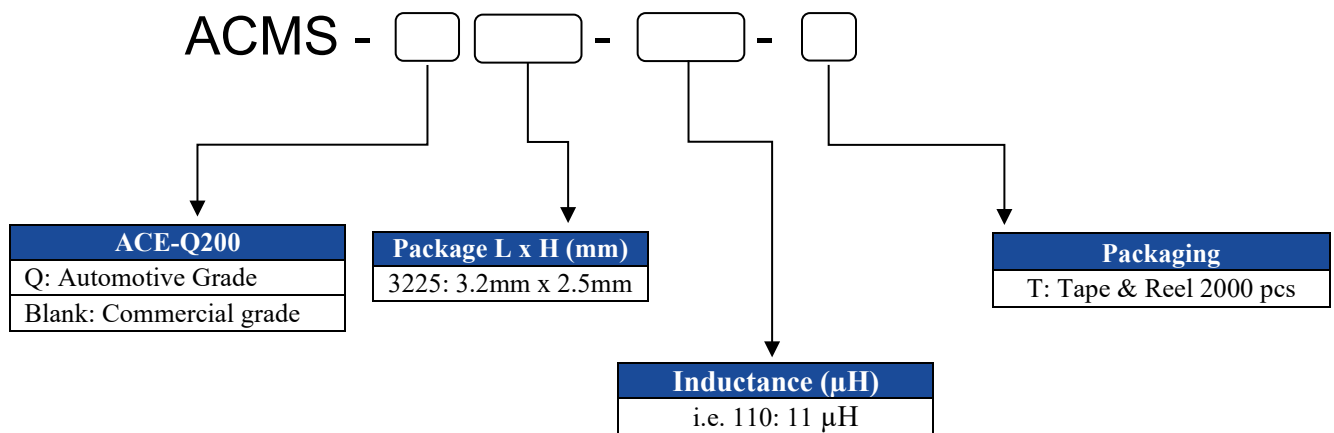 ACMS - - -
ACE-Q200
Q: Automotive Grade
Blank: Commercial grade
Package L x H (mm)
3225: 3.2mm x 2.5mm
Inductance (µH)
i.e. 110: 11 µH
Packaging
T: Tape & Reel 2000 pcs